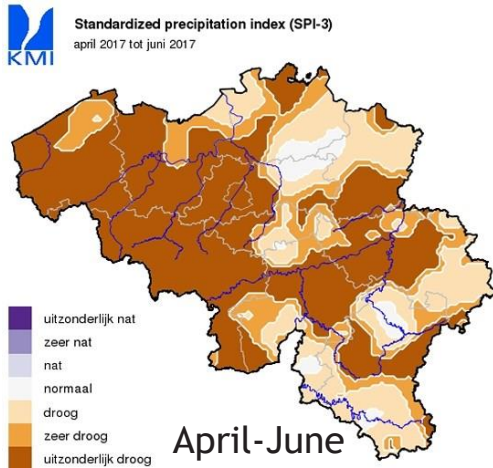 Standardized precipitation index (SPI-3)
april 2017 tot juni 2017
KMI
uitzonderlijk nat
zeer nat
nat
normaal
droog
zeer droog
uitzonderlijk droog
April-June